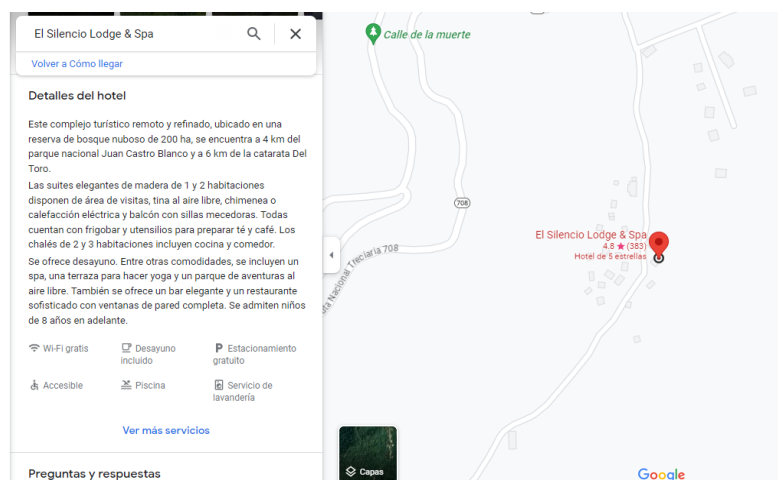 El Silencio Lodge & Spa
Volver a Cómo llegar
Detalles del hotel
Este complejo turístico remoto y refinado, ubicado en una
reserva de bosque nuboso de 200 ha, se encuentra a 4 km del
parque nacional Juan Castro Blanco y a 6 km de la catarata Del
Toro.
Las suites elegantes de madera de 1 y 2 habitaciones
disponen de área de visitas, tina al aire libre, chimenea o
calefacción eléctrica y balcón con sillas mecedoras. Todas
cuentan con frigobar y utensilios para preparar té y café. Los
chalés de 2 y 3 habitaciones incluyen cocina y comedor.
Se ofrece desayuno. Entre otras comodidades, se incluyen un
spa, una terraza para hacer yoga y un parque de aventuras al
aire libre. También se ofrece un bar elegante y un restaurante
sofisticado con ventanas de pared completa. Se admiten niños
de 8 años en adelante.
Wi-Fi gratis
Desayuno
incluido
Estacionamiento
gratuito
Accesible
Piscina
Servicio de
lavandería
Ver más servicios
Preguntas y respuestas
Calle de la muerte
708
El Silencio Lodge & Spa
4.8 ★ (383)
Hotel de 5 estrellas
Nacional Treciaria 708
Capas
Google